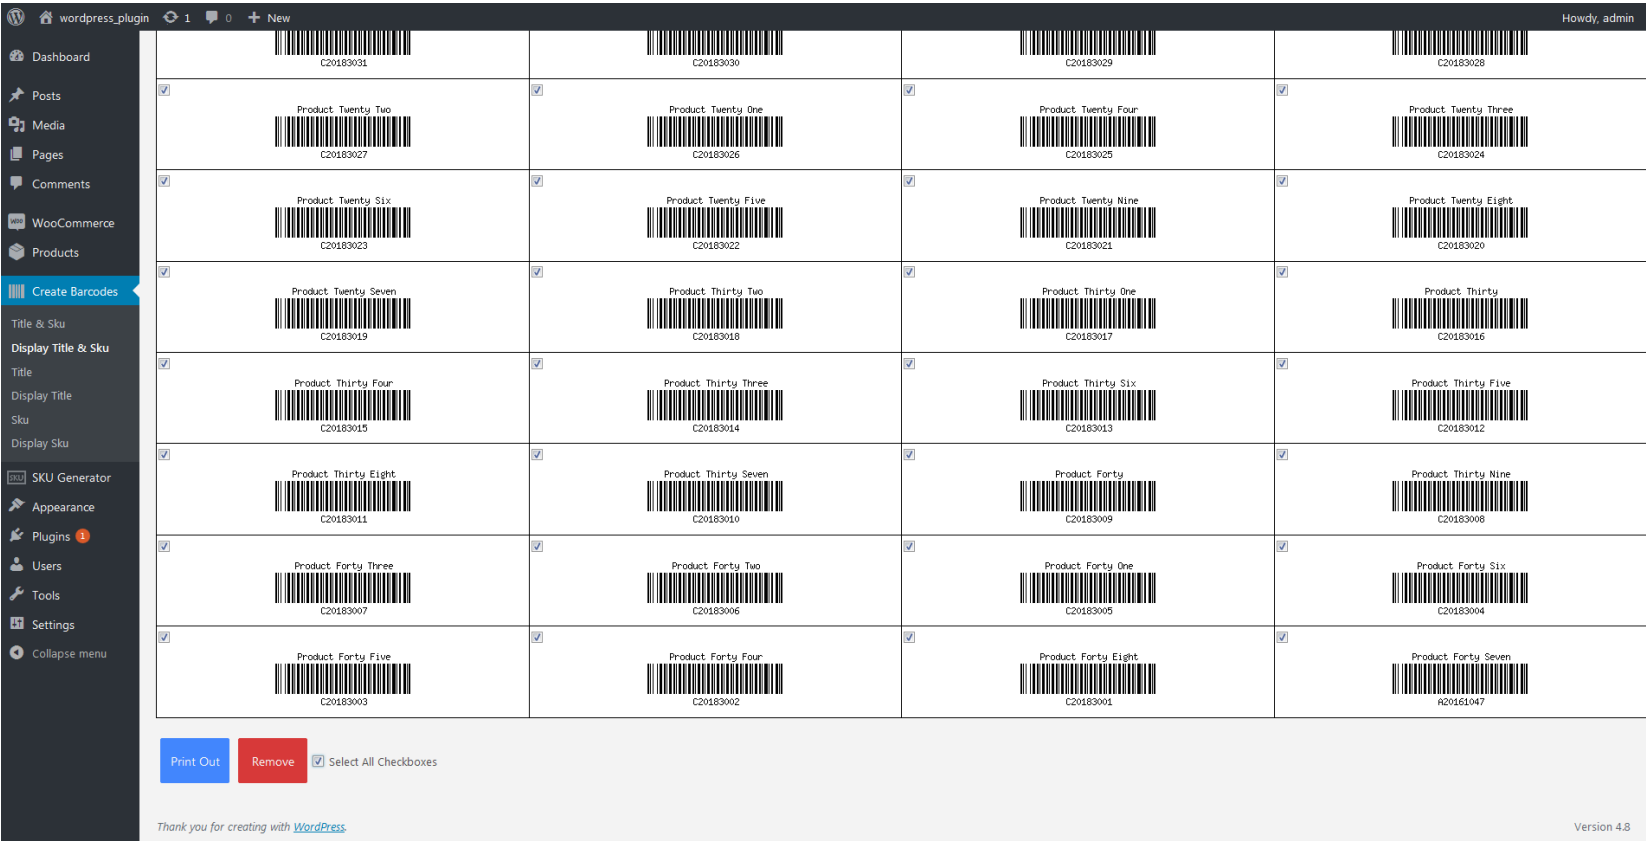 wordpress_plugin 1 0 + New Howdy, admin
Dashboard
Posts
Media
Pages
Comments
WooCommerce
Products
Create Barcodes
Title & Sku
Display Title & Sku
Title
Display Title
Sku
Display Sku
SKU SKU Generator
Appearance
Plugins 1
Users
Tools
Settings
Collapse menu
C20183031 C20183030 C20183029 C20183028
Product Twenty Two Product Twenty One Product Twenty Four Product Twenty Three
C20183027 C20183026 C20183025 C20183024
Product Twenty Six Product Twenty Five Product Twenty Nine Product Twenty Eight
C20183023 C20183022 C20183021 C20183020
Product Twenty Seven Product Thirty Two Product Thirty One Product Thirty
C20183019 C20183018 C20183017 C20183016
Product Thirty Four Product Thirty Three Product Thirty Six Product Thirty Five
C20183015 C20183014 C20183013 C20183012
Product Thirty Eight Product Thirty Seven Product Forty Product Thirty Nine
C20183011 C20183010 C20183009 C20183008
Product Forty Three Product Forty Two Product Forty One Product Forty Six
C20183007 C20183006 C20183005 C20183004
Product Forty Five Product Forty Four Product Forty Eight Product Forty Seven
C20183003 C20183002 C20183001 A20161047
Print Out Remove Select All Checkboxes
Thank you for creating with WordPress. Version 4.8